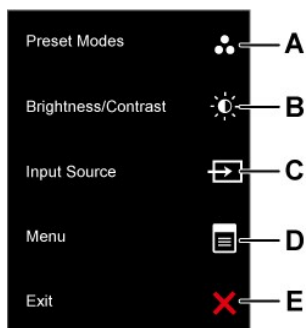 Preset Modes A
Brightness/Contrast B
Input Source C
Menu D
Exit E